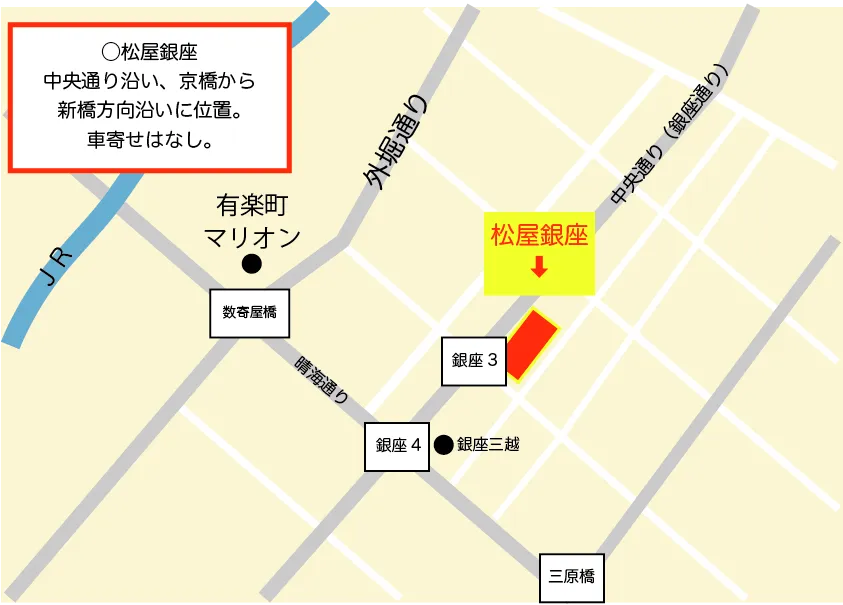 ○松屋銀座
中央通り沿い、京橋から
新橋方向沿いに位置。
車寄せはなし。
外堀通り
中央通り（銀座通り）
JR
有楽町
マリオン
松屋銀座
数寄屋橋
晴海通り
銀座3
銀座4
銀座三越
三原橋